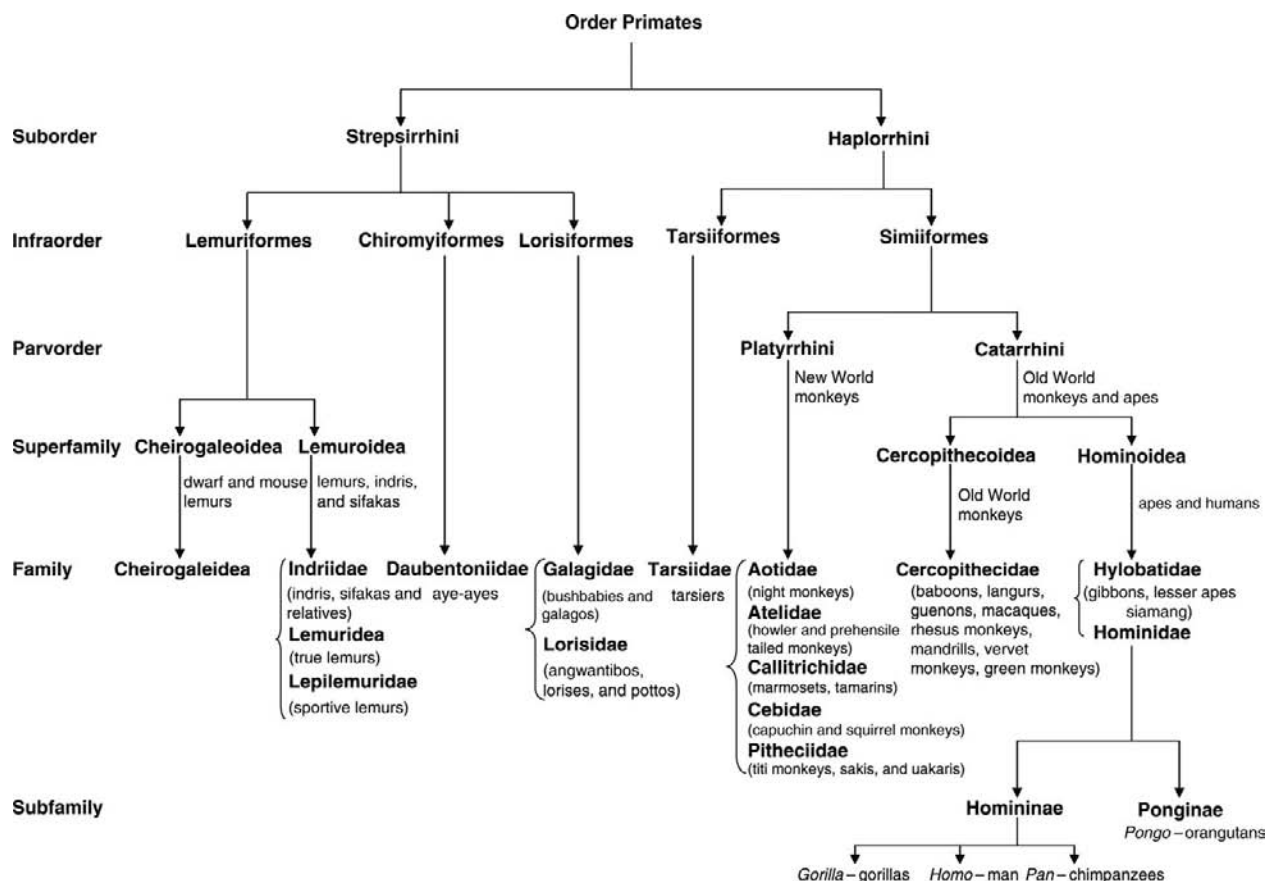 Order Primates
Suborder
Strepsirrhini
Haplorrhini
Infraorder
Lemuriformes
Chiromyiformes
Lorisiformes
Tarsiiformes
Simiiformes
Parvorder
Platyrrhini
Catarrhini
New World
monkeys
Old World
monkeys and apes
Superfamily
Cheirogaleoidea
Lemuroidea
Cercopithecoidea
Hominoidea
dwarf and mouse
lemurs
lemurs, indris,
and sifakas
Old World
monkeys
apes and humans
Family
Cheirogaleidea
Indriidae
(indris, sifakas and
relatives)
Lemuridea
(true lemurs)
Lepilemuridae
(sportive lemurs)
Daubentoniidae
aye-ayes
Galagidae
(bushbabies and
galagos)
Lorisidae
(angwantibos,
lorises, and pottos)
Tarsiidae
tarsiers
Aotidae
(night monkeys)
Atelidae
(howler and prehensile
tailed monkeys)
Callitrichidae
(marmosets, tamarins)
Cebidae
(capuchin and squirrel monkeys)
Pitheciidae
(titi monkeys, sakis, and uakaris)
Cercopithecidae
(baboons, langurs,
guenons, macaques,
rhesus monkeys,
mandrills, vervet
monkeys, green monkeys)
Hylobatidae
(gibbons, lesser apes
siamang)
Hominidae
Subfamily
Homininae
Ponginae
Pongo – orangutans
Gorilla – gorillas
Homo – man
Pan – chimpanzees